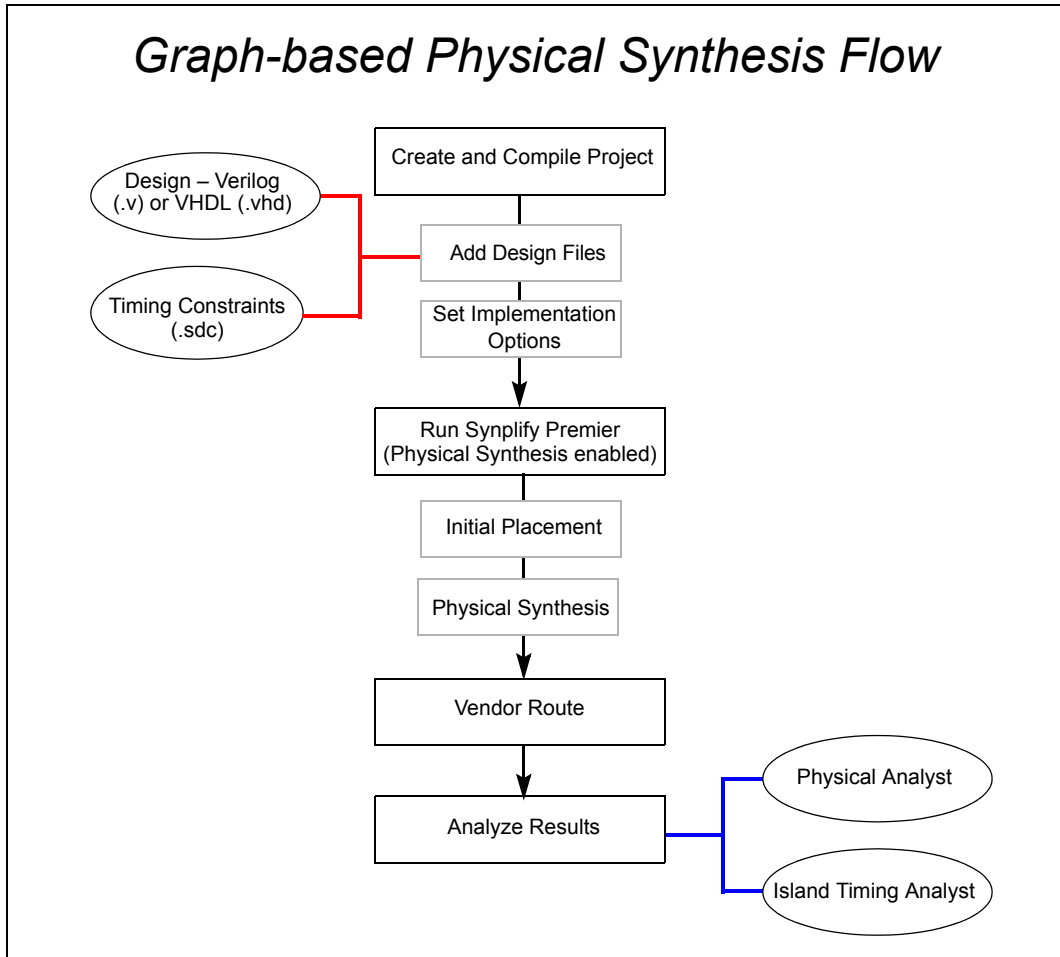 Graph-based Physical Synthesis Flow
Create and Compile Project
Design – Verilog
(.v) or VHDL (.vhd)
Add Design Files
Timing Constraints
(.sdc)
Set Implementation
Options
Run Synplify Premier
(Physical Synthesis enabled)
Initial Placement
Physical Synthesis
Vendor Route
Physical Analyst
Analyze Results
Island Timing Analyst